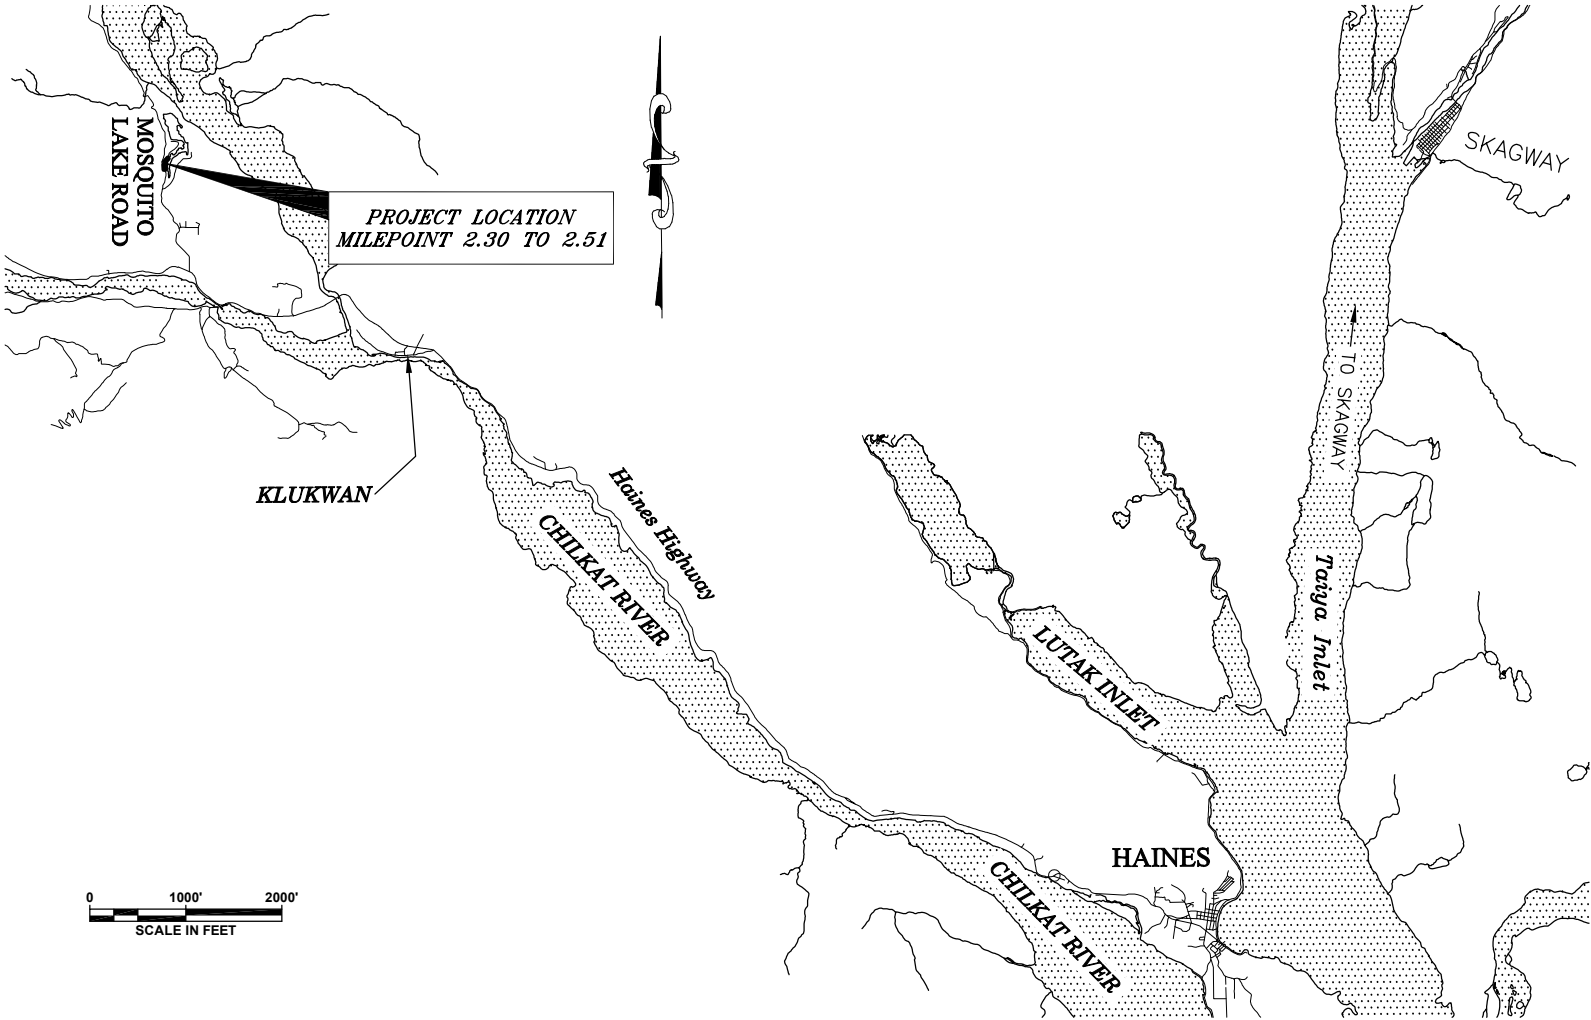 MOSQUITO
LAKE ROAD
PROJECT LOCATION
MILEPOINT 2.30 TO 2.51
SKAGWAY
TO SKAGWAY
KLUKWAN
Haines Highway
CHILKAT RIVER
Taiya Inlet
LUTAK INLET
HAINES
CHILKAT RIVER
0 1000' 2000'
SCALE IN FEET